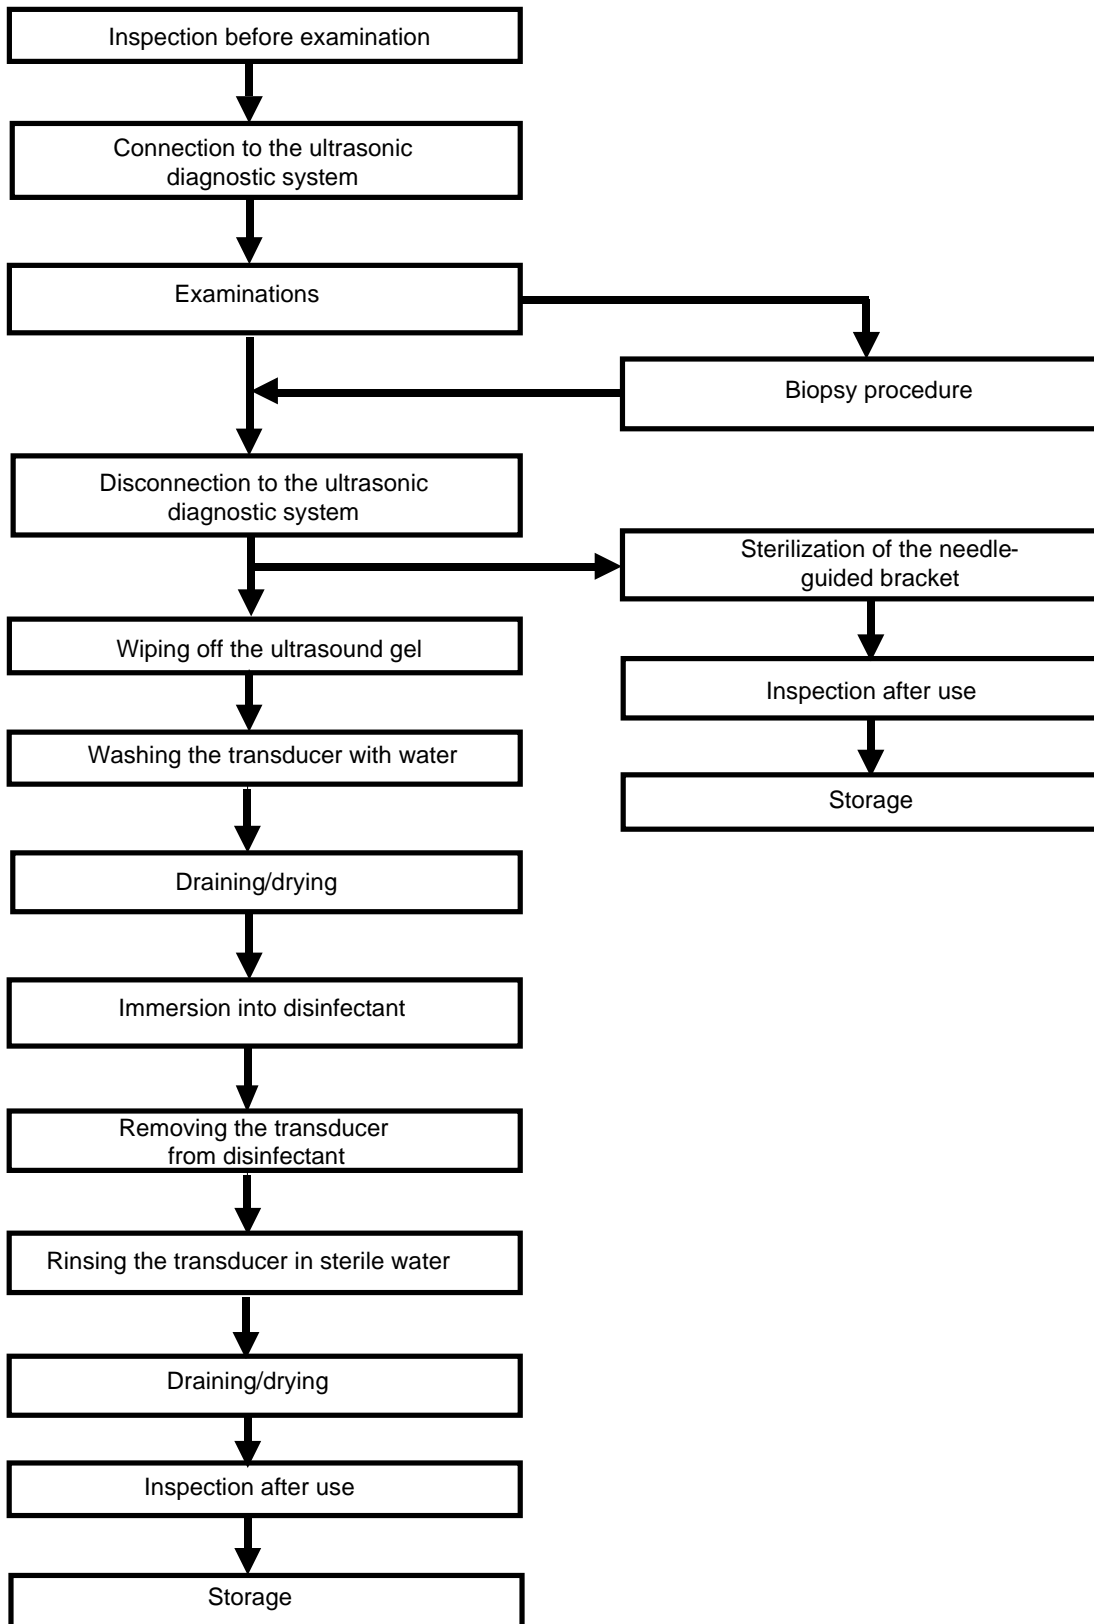 Inspection before examination
Connection to the ultrasonic
diagnostic system
Examinations
Biopsy procedure
Disconnection to the ultrasonic
diagnostic system
Sterilization of the needle-
guided bracket
Wiping off the ultrasound gel
Inspection after use
Washing the transducer with water
Storage
Draining/drying
Immersion into disinfectant
Removing the transducer
from disinfectant
Rinsing the transducer in sterile water
Draining/drying
Inspection after use
Storage